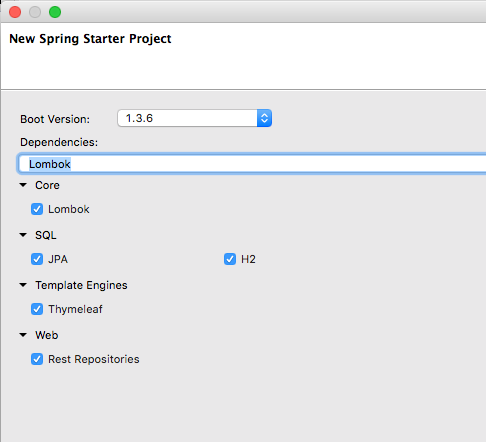 New Spring Starter Project
Boot Version: 1.3.6
Dependencies:
Lombok
Core
Lombok
SQL
JPA H2
Template Engines
Thymeleaf
Web
Rest Repositories